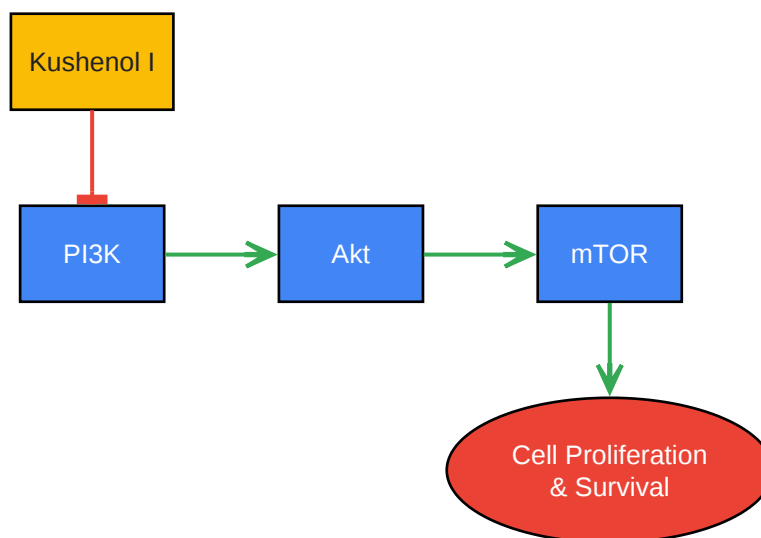 Kushenol I
PI3K
Akt
mTOR
Cell Proliferation
& Survival